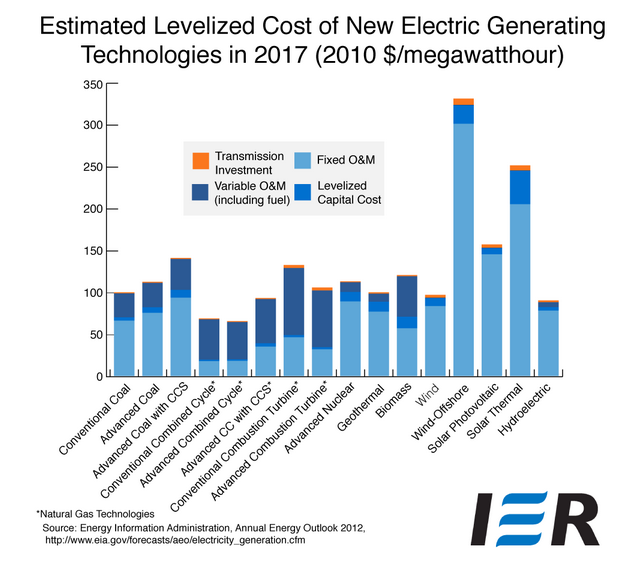 Estimated Levelized Cost of New Electric Generating
Technologies in 2017 (2010 $/megawatthour)
350
300
250
200
150
100
50
0
Transmission
Investment
Fixed O&M
Variable O&M
(including fuel)
Levelized
Capital Cost
Conventional Coal
Advanced Coal
Advanced Coal with CCS
Conventional Combined Cycle*
Advanced Combined Cycle*
Advanced CC with CCS*
Conventional Combustion Turbine*
Advanced Combustion Turbine*
Advanced Nuclear
Geothermal
Biomass
Wind
Wind-Offshore
Solar Photovoltaic
Solar Thermal
Hydroelectric
*Natural Gas Technologies
Source: Energy Information Administration, Annual Energy Outlook 2012,
http://www.eia.gov/forecasts/aeo/electricity_generation.cfm
IER